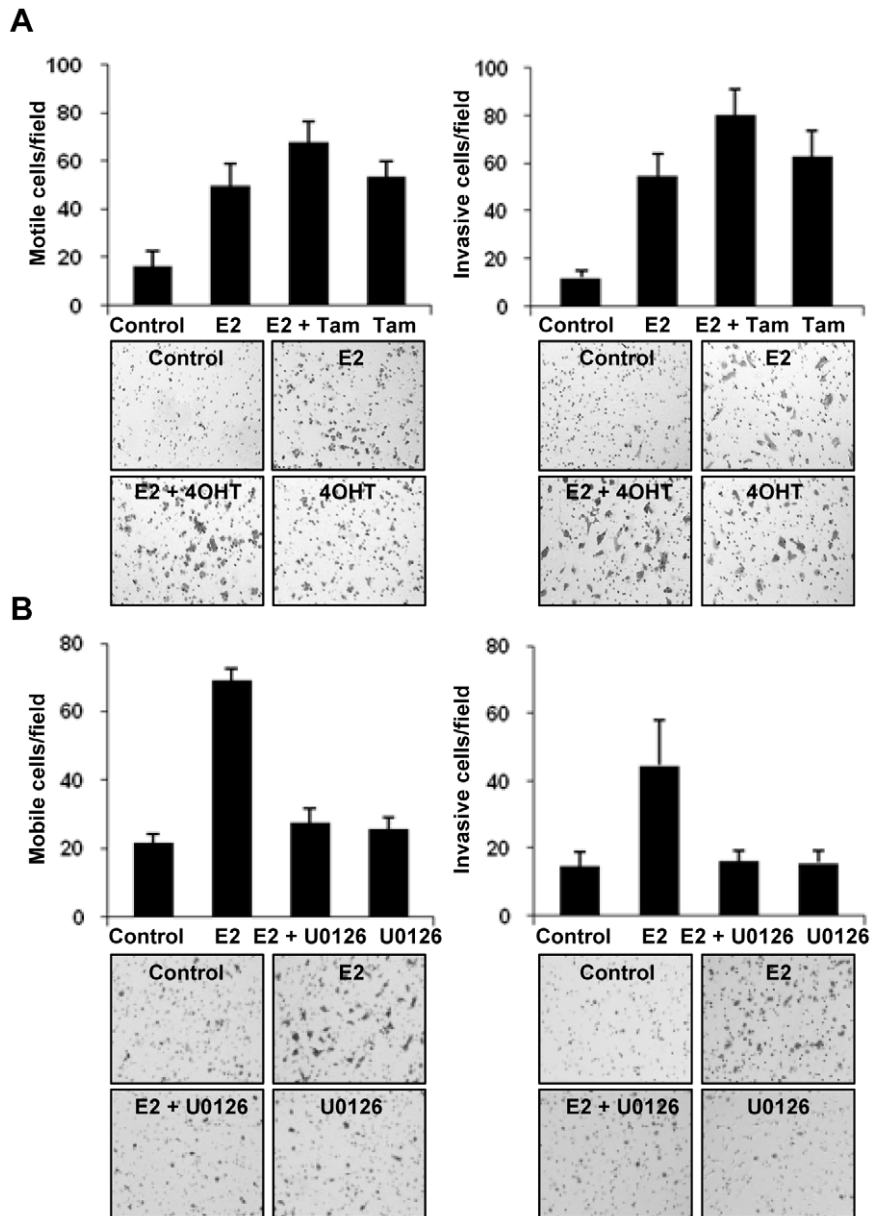 A
Motile cells/field
100
80
60
40
20
0
Control E2 E2 + Tam Tam
Control
E2
E2 + 4OHT
4OHT
Invasive cells/field
100
80
60
40
20
0
Control E2 E2 + Tam Tam
Control
E2
E2 + 4OHT
4OHT
B
Mobile cells/field
80
60
40
20
0
Control E2 E2 + U0126 U0126
Control
E2
E2 + U0126
U0126
Invasive cells/field
80
60
40
20
0
Control E2 E2 + U0126 U0126
Control
E2
E2 + U0126
U0126